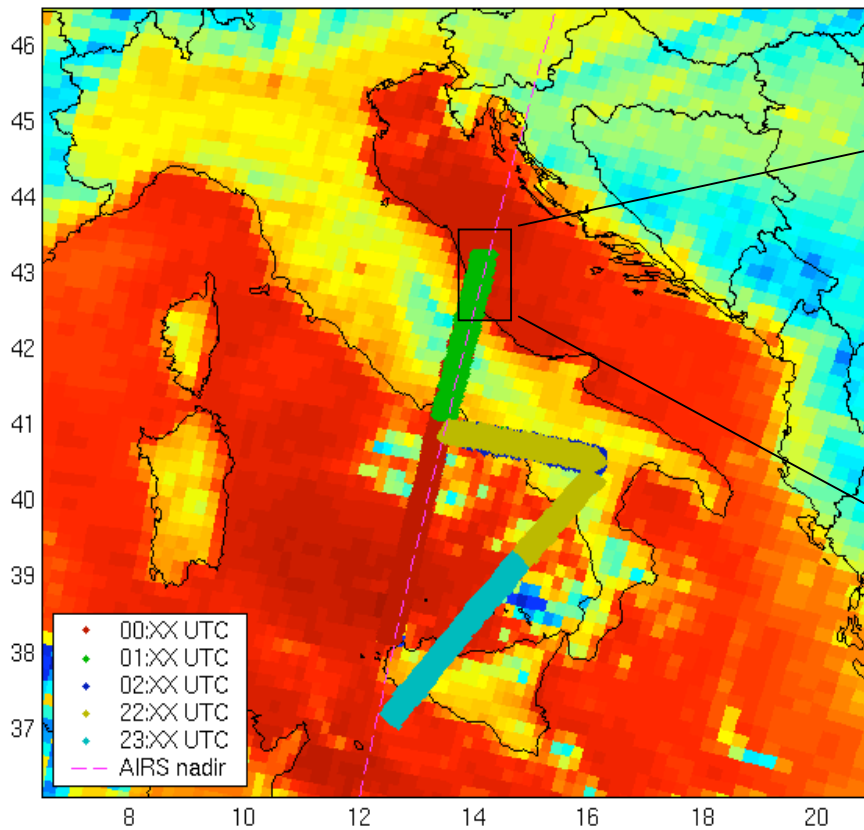 46
45
44
43
42
41
40
39
38
37
00:XX UTC
01:XX UTC
02:XX UTC
22:XX UTC
23:XX UTC
AIRS nadir
8 10 12 14 16 18 20